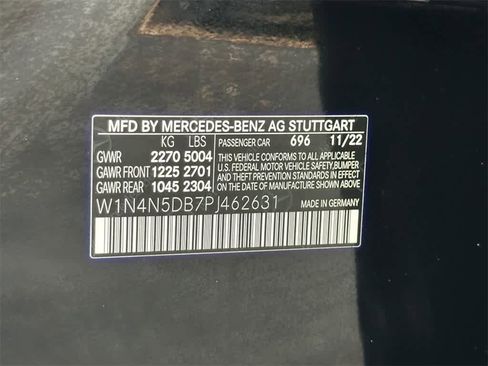 MFD BY MERCEDES-BENZ AG STUTTGART
KG LBS PASSENGER CAR 696 11/22
GVWR 2270 5004 THIS VEHICLE CONFORMS TO ALL APPLICABLE
GAWR FRONT 1225 2701 U.S. FEDERAL MOTOR VEHICLE SAFETY,BUMPER
GAWR REAR 1045 2304 AND THEFT PREVENTION STANDARDS IN EFFECT
ON THE DATE OF MANUFACTURE SHOWN ABOVE.
W1N4N5DB7PJ462631 MADE IN GERMANY